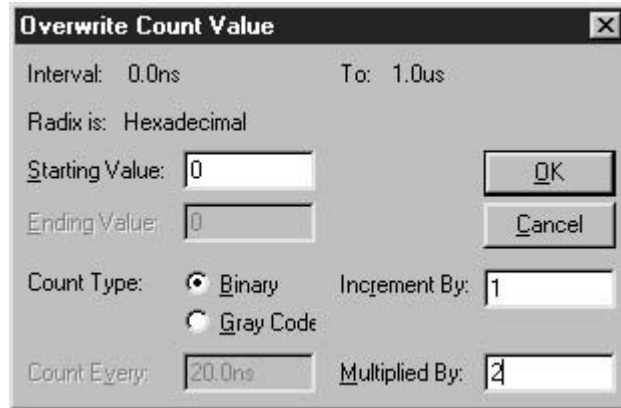 Overwrite Count Value
Interval: 0.0ns To: 1.0us
Radix is: Hexadecimal
Starting Value: 0 OK
Ending Value: 0 Cancel
Count Type: Binary Increment By: 1
Gray Code
Count Every: 20.0ns Multiplied By: 2